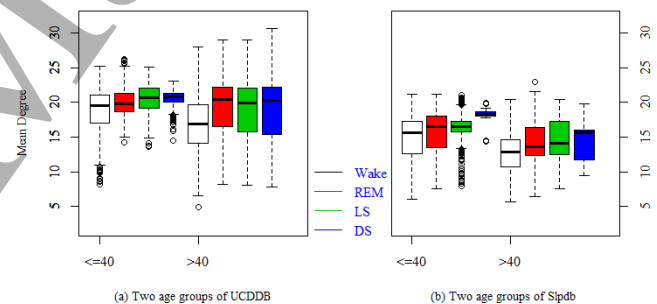 30
25
20
15
10
5
Mean Degree
<=40
>40
Wake
REM
LS
DS
30
25
20
15
10
5
<=40
>40
(a) Two age groups of UCDDB
(b) Two age groups of Slpdb